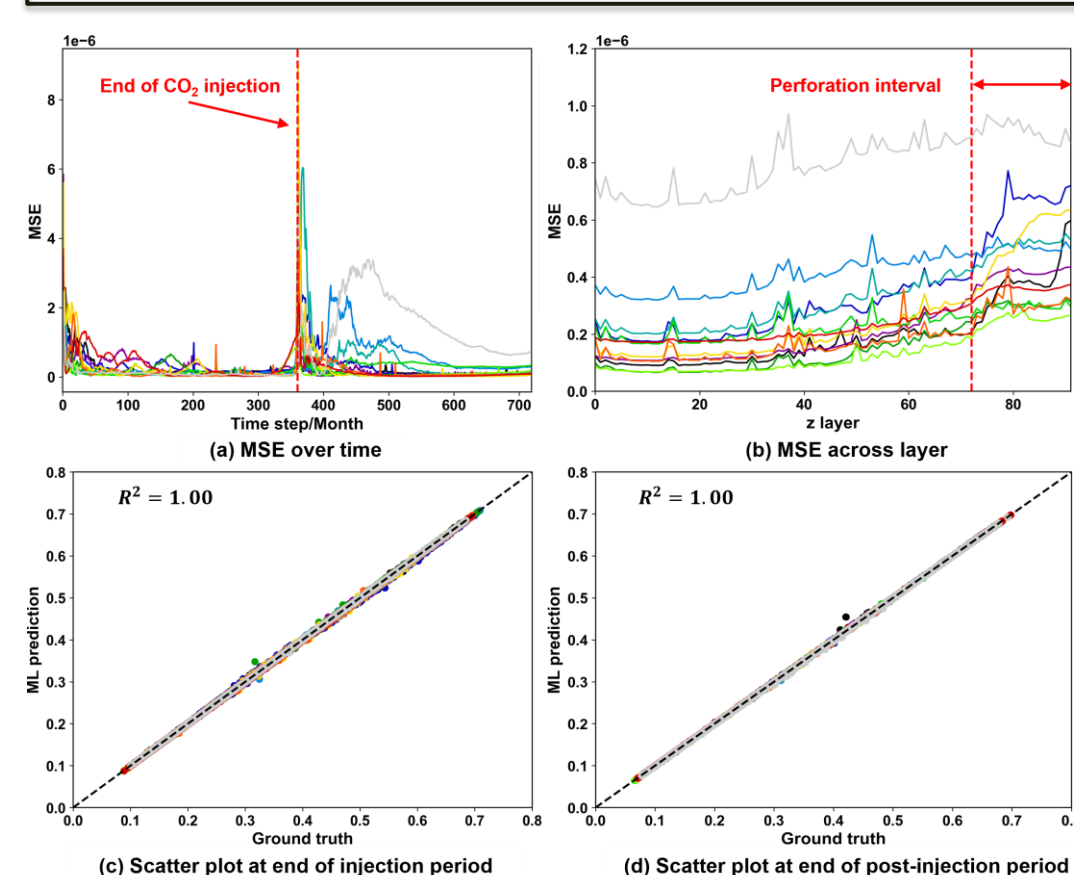 1e−6
End of CO2 injection
MSE
8
6
4
2
0
0 100 200 300 400 500 600 700
Time step/Month
(a) MSE over time
1e−6
Perforation interval
MSE
1.2
1.0
0.8
0.6
0.4
0.2
0.0
0 20 40 60 80
z layer
(b) MSE across layer
R² = 1.00
ML prediction
0.8
0.7
0.6
0.5
0.4
0.3
0.2
0.1
0.0
0.0 0.1 0.2 0.3 0.4 0.5 0.6 0.7 0.8
Ground truth
(c) Scatter plot at end of injection period
R² = 1.00
ML prediction
0.8
0.7
0.6
0.5
0.4
0.3
0.2
0.1
0.0
0.0 0.1 0.2 0.3 0.4 0.5 0.6 0.7
Ground truth
(d) Scatter plot at end of post-injection period